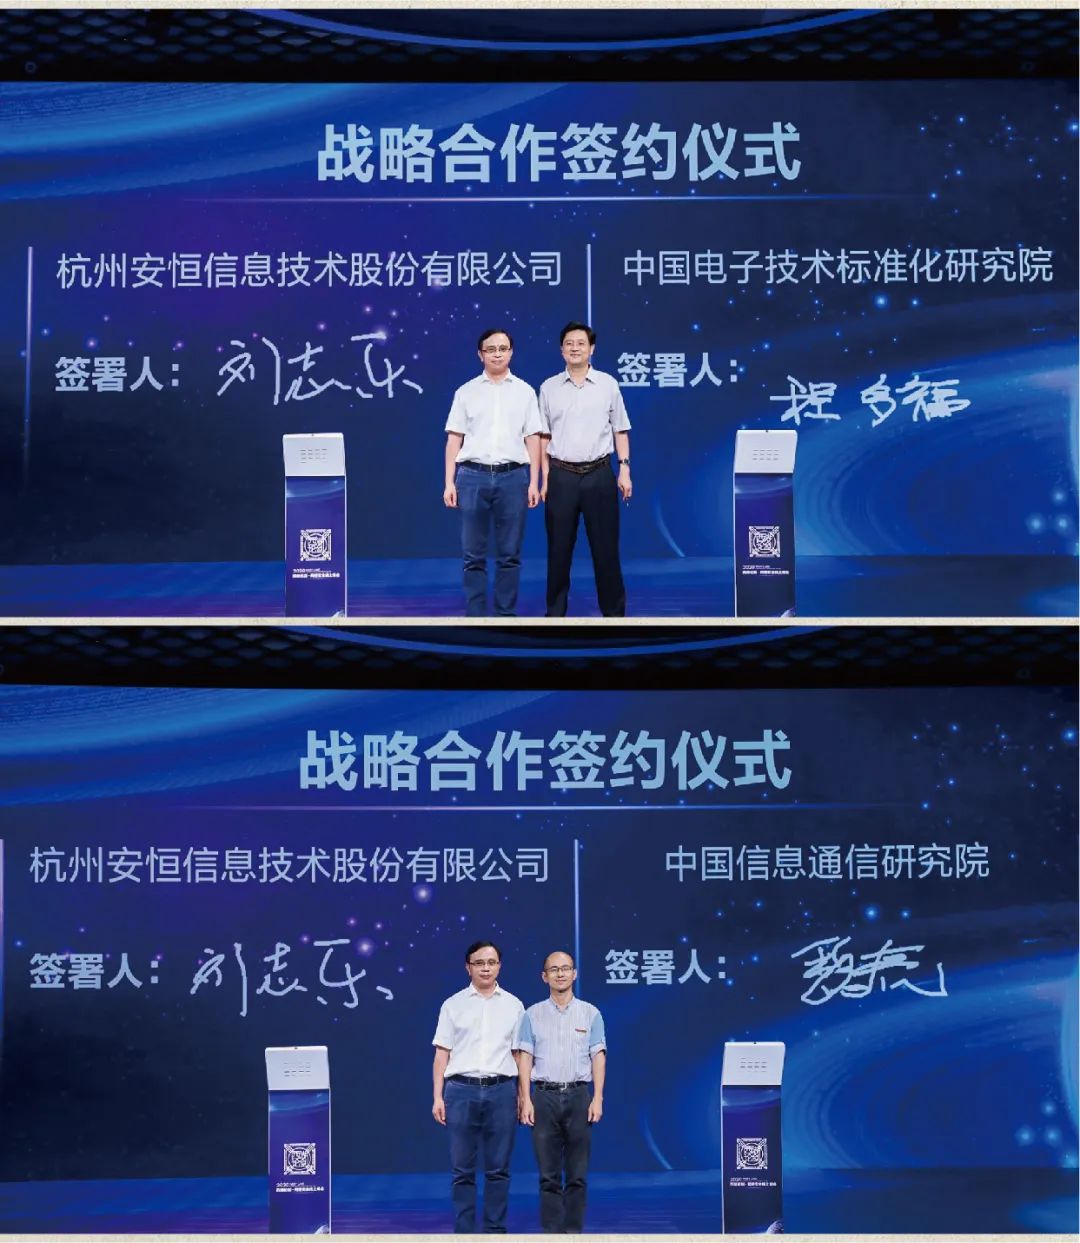 战略合作签约仪式
杭州安恒信息技术股份有限公司
中国电子技术标准化研究院
签署人：刘志乐
签署人：程多福
战略合作签约仪式
杭州安恒信息技术股份有限公司
中国信息通信研究院
签署人：刘志乐
签署人：